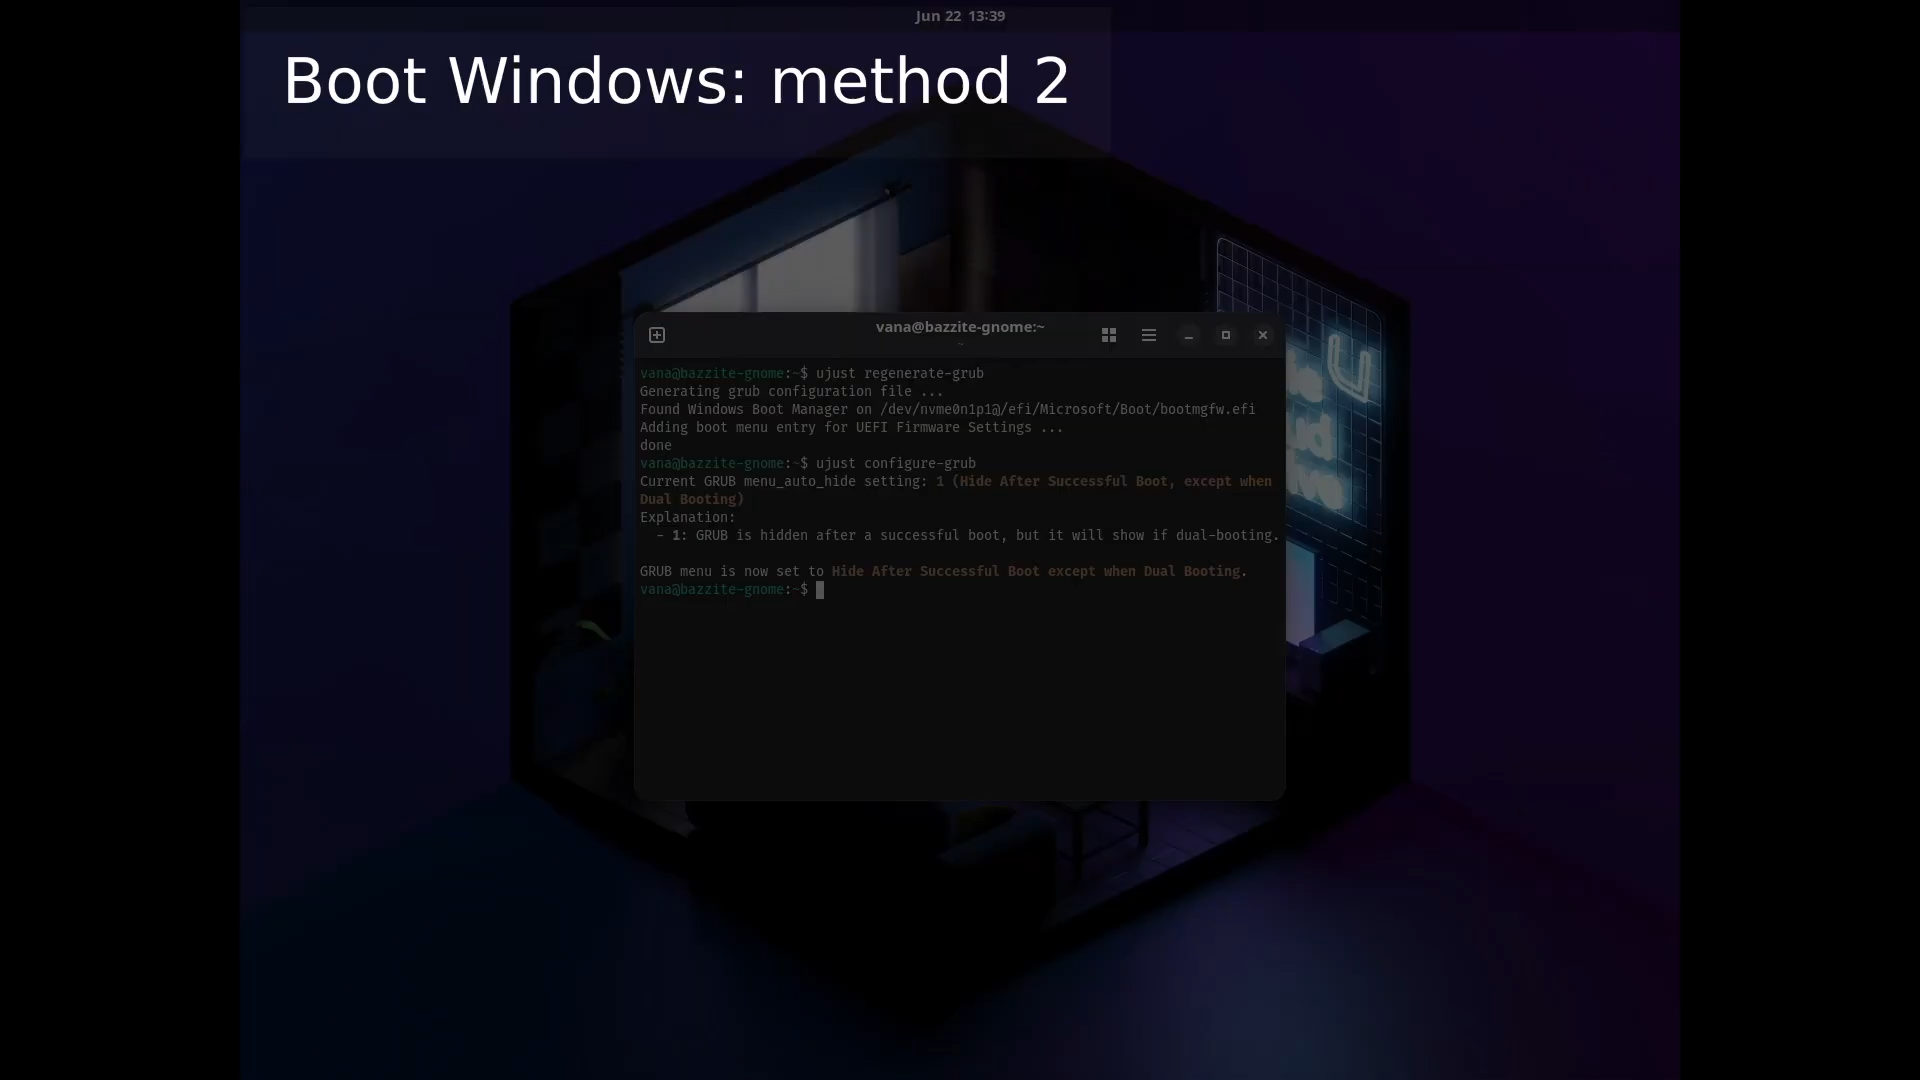 Jun 22 13:39
Boot Windows: method 2
vana@bazzite-gnome:~
~
vana@bazzite-gnome:~$ ujust regenerate-grub
Generating grub configuration file ...
Found Windows Boot Manager on /dev/nvme0n1p1@/efi/Microsoft/Boot/bootmgfw.efi
Adding boot menu entry for UEFI Firmware Settings ...
done
vana@bazzite-gnome:~$ ujust configure-grub
Current GRUB menu_auto_hide setting: 1 (Hide After Successful Boot, except when
Dual Booting)
Explanation:
  - 1: GRUB is hidden after a successful boot, but it will show if dual-booting.
GRUB menu is now set to Hide After Successful Boot except when Dual Booting.
vana@bazzite-gnome:~$